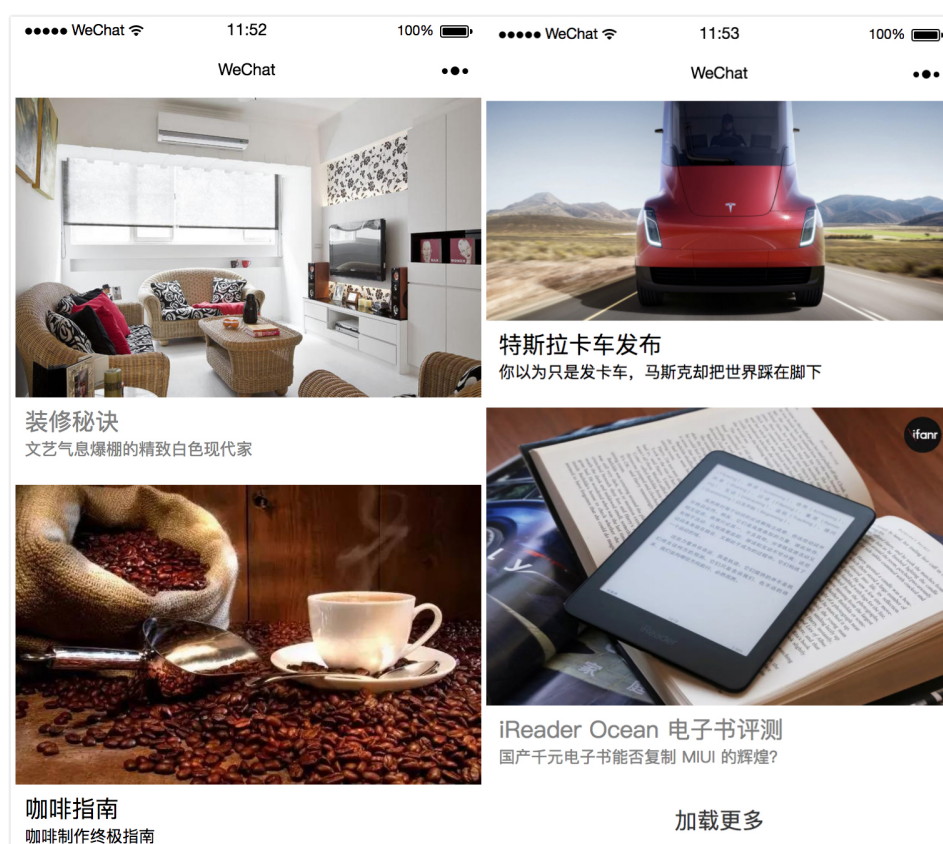 WeChat
11:52
100%
WeChat
装修秘诀
文艺气息爆棚的精致白色现代家
咖啡指南
咖啡制作终极指南
WeChat
11:53
100%
WeChat
特斯拉卡车发布
你以为只是发卡车，马斯克却把世界踩在脚下
ifanr
iReader
iReader Ocean 电子书评测
国产千元电子书能否复制 MIUI 的辉煌？
加载更多